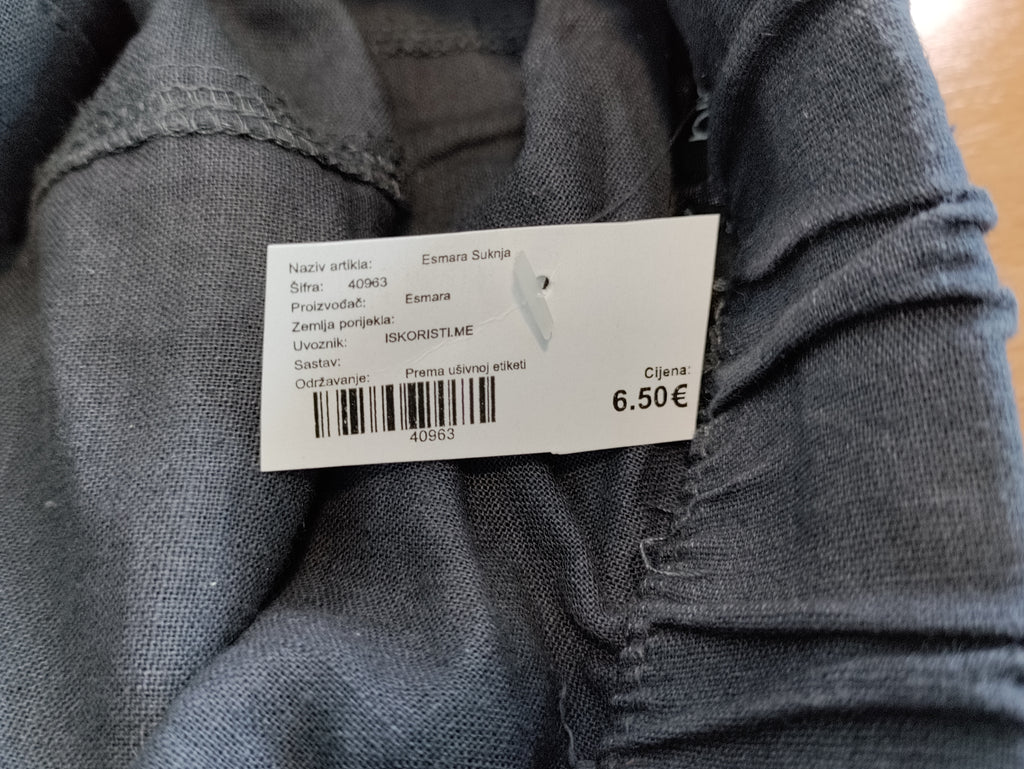 Naziv artikla: Esmara Suknja
Šifra: 40963
Proizvođač: Esmara
Zemlja porijekla:
Uvoznik: ISKORISTI.ME
Sastav:
Održavanje: Prema ušivnoj etiketi
40963
Cijena:
6.50€